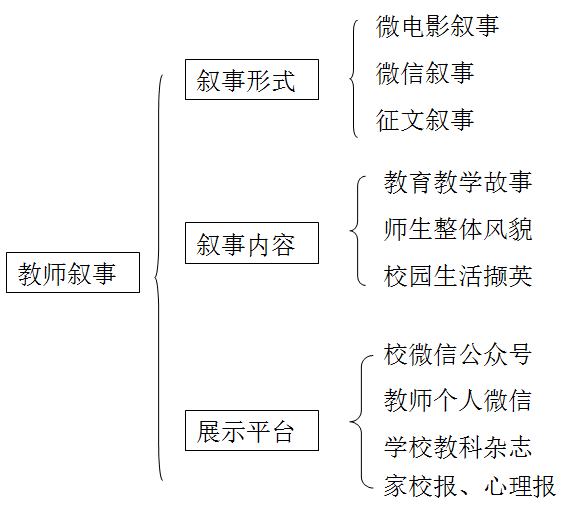 教师叙事
叙事形式
微电影叙事
微信叙事
征文叙事
叙事内容
教育教学故事
师生整体风貌
校园生活撷英
展示平台
校微信公众号
教师个人微信
学校教科杂志
家校报、心理报